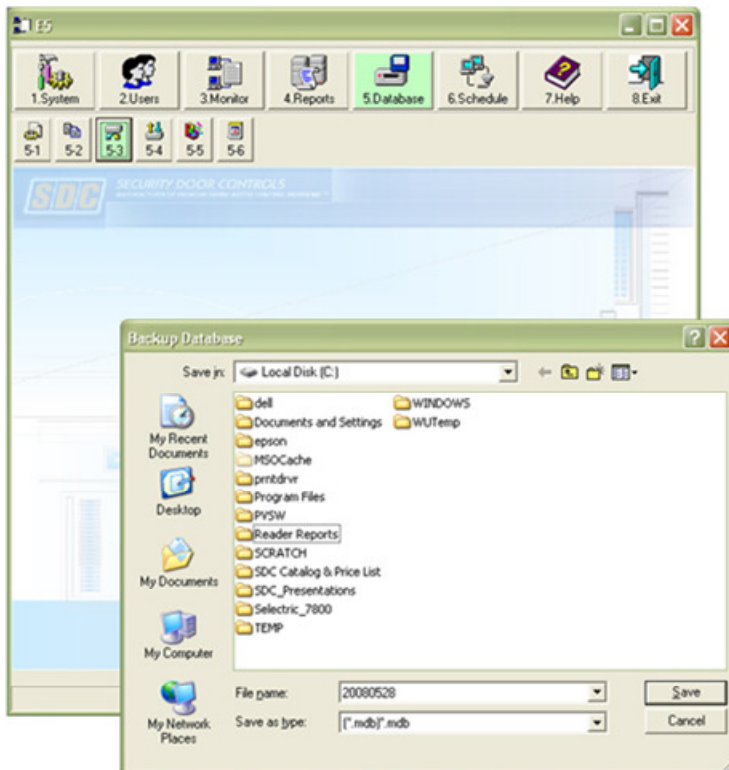 E5
1.System 2.Users 3.Monitor 4.Reports 5.Database 6.Schedule 7.Help 8.Exit
5-1 5-2 5-3 5-4 5-5 5-6
SDC SECURITY DOOR CONTROLS
Backup Database
Save in: Local Disk (C:)
My Recent Documents
Desktop
My Documents
My Computer
My Network Places
dell
Documents and Settings
epson
MSOCache
prntdrvr
Program Files
PVSW
Reader Reports
SCRATCH
SDC Catalog & Price List
SDC_Presentations
Selectric_7800
TEMP
WINDOWS
WUTemp
File name: 20080528 Save
Save as type: (*.mdb)*.mdb Cancel